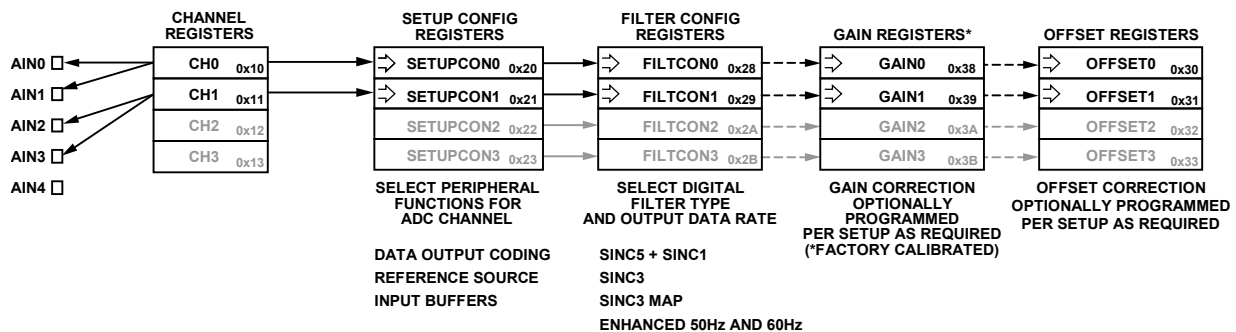 CHANNEL
REGISTERS
SETUP CONFIG
REGISTERS
FILTER CONFIG
REGISTERS
GAIN REGISTERS*
OFFSET REGISTERS
AIN0
AIN1
AIN2
AIN3
AIN4
CH0 0x10
CH1 0x11
CH2 0x12
CH3 0x13
SETUPCON0 0x20
SETUPCON1 0x21
SETUPCON2 0x22
SETUPCON3 0x23
FILTCON0 0x28
FILTCON1 0x29
FILTCON2 0x2A
FILTCON3 0x2B
GAIN0 0x38
GAIN1 0x39
GAIN2 0x3A
GAIN3 0x3B
OFFSET0 0x30
OFFSET1 0x31
OFFSET2 0x32
OFFSET3 0x33
SELECT PERIPHERAL
FUNCTIONS FOR
ADC CHANNEL
DATA OUTPUT CODING
REFERENCE SOURCE
INPUT BUFFERS
SELECT DIGITAL
FILTER TYPE
AND OUTPUT DATA RATE
SINC5 + SINC1
SINC3
SINC3 MAP
ENHANCED 50Hz AND 60Hz
GAIN CORRECTION
OPTIONALLY
PROGRAMMED
PER SETUP AS REQUIRED
(*FACTORY CALIBRATED)
OFFSET CORRECTION
OPTIONALLY PROGRAMMED
PER SETUP AS REQUIRED